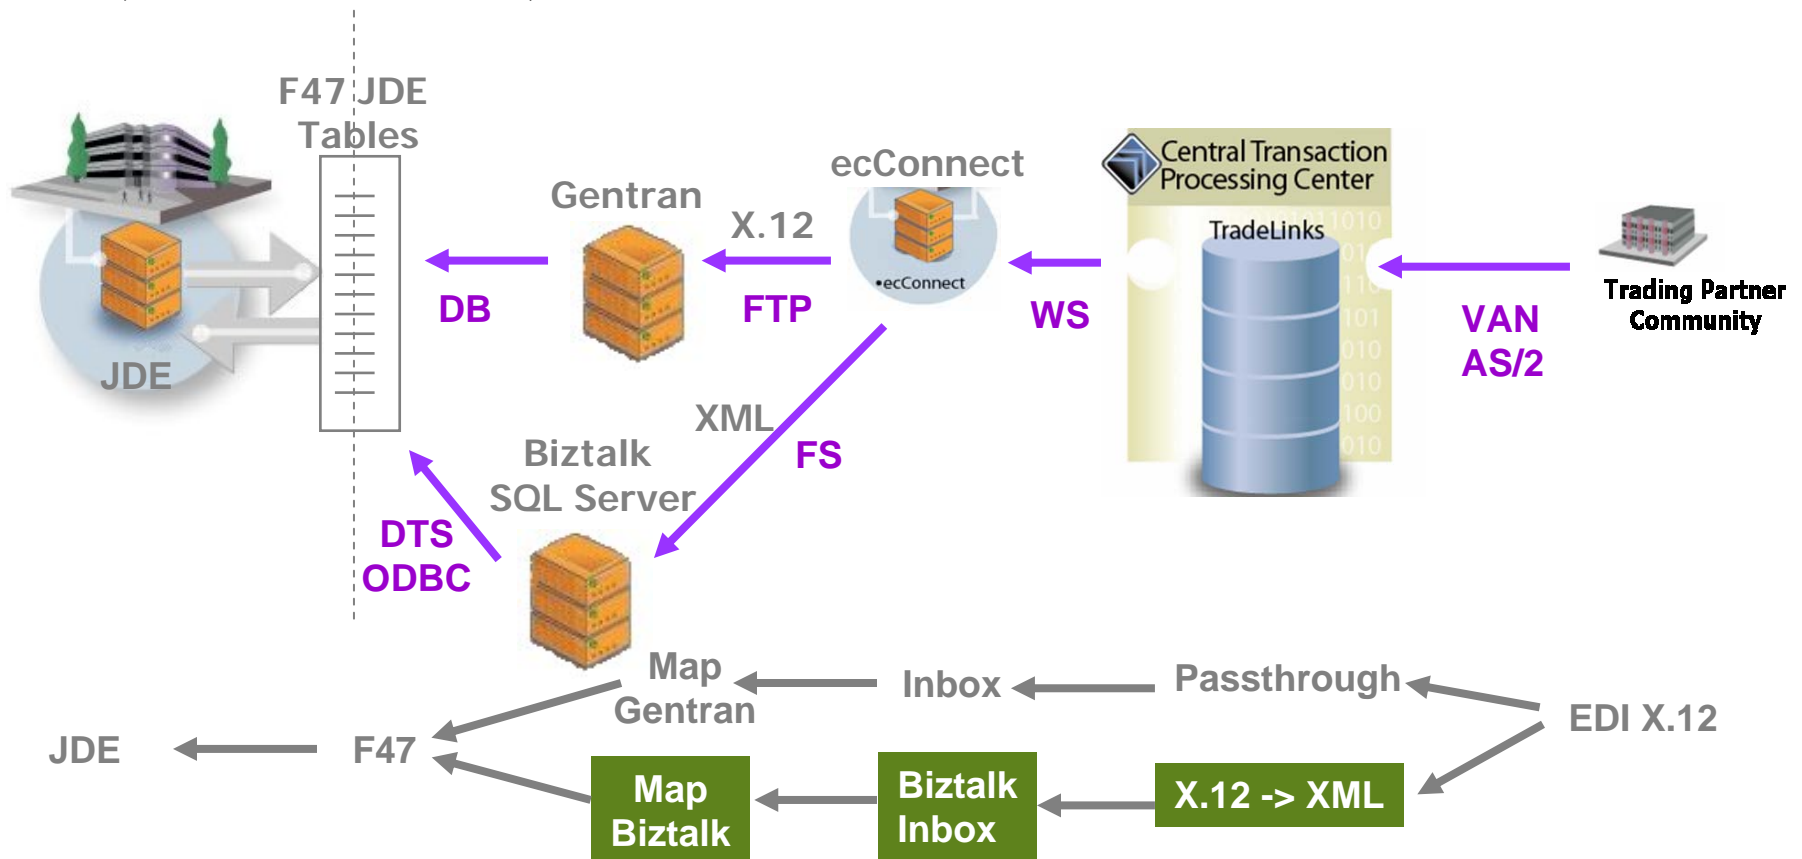 F47 JDE
Tables
Gentran
X.12
ecConnect
•ecConnect
Central Transaction
Processing Center
TradeLinks
Trading Partner
Community
DB
FTP
WS
VAN
AS/2
JDE
XML
FS
Biztalk
SQL Server
DTS
ODBC
Map
Gentran
Inbox
Passthrough
EDI X.12
JDE
F47
Map
Biztalk
Biztalk
Inbox
X.12 -> XML